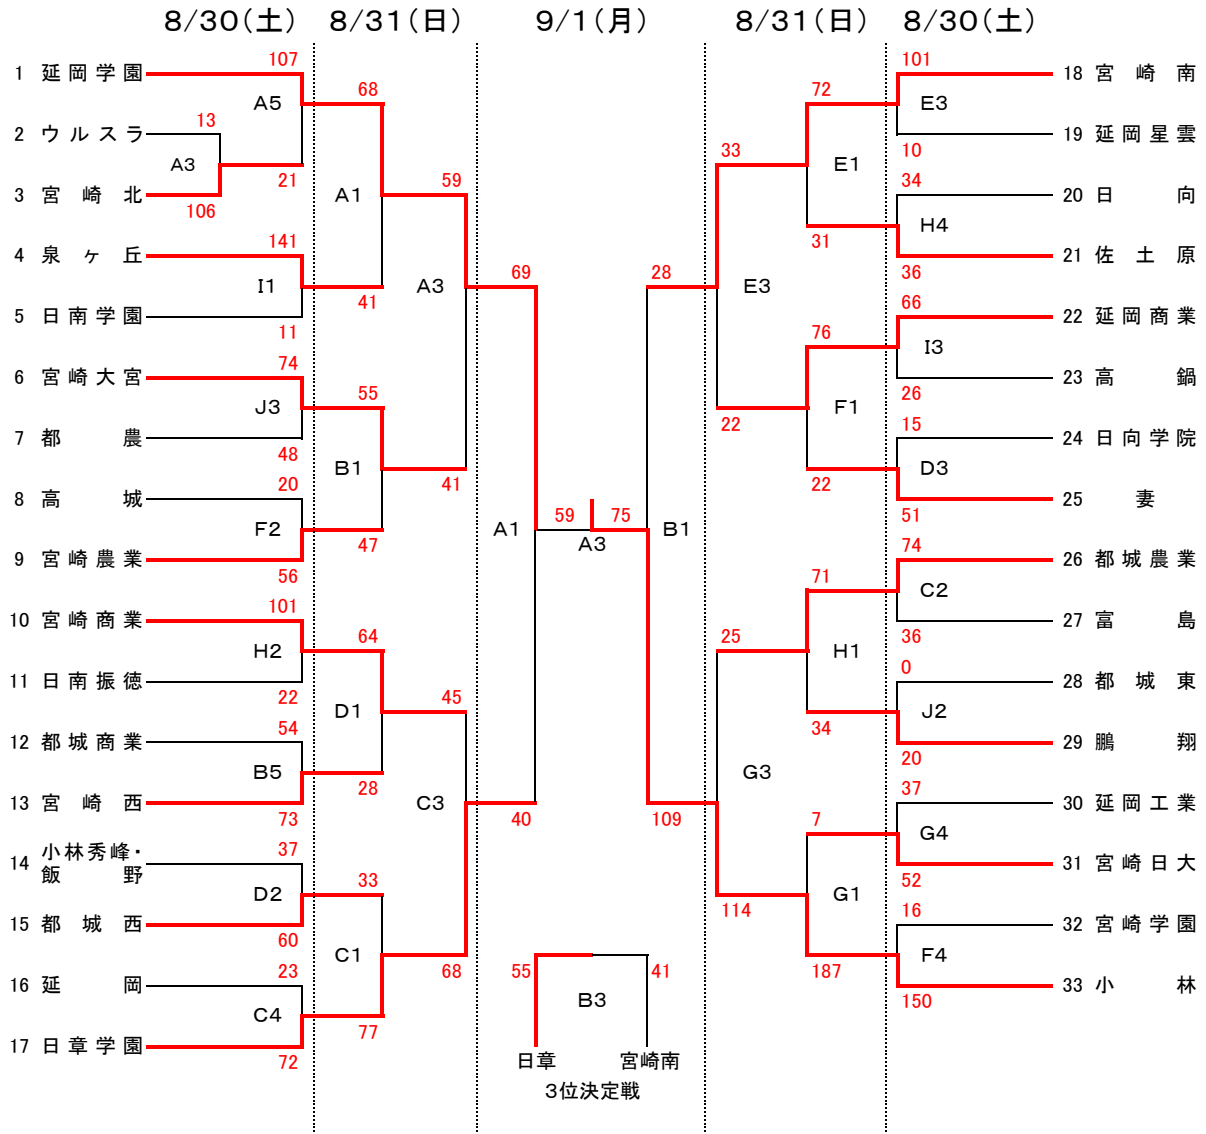 8/30(土) 8/31(日) 9/1(月) 8/31(日) 8/30(土)
1 延岡学園 107
A5
68
2 ウルスラ 13
A3
3 宮崎北 106
21
A1
59
4 泉ヶ丘 141
I1
41
5 日南学園 11
A3
69
6 宮崎大宮 74
J3
55
7 都農 48
B1
41
8 高城 20
F2
47
9 宮崎農業 56
A1
59
A3
75
10 宮崎商業 101
H2
64
11 日南振徳 22
D1
45
12 都城商業 54
B5
28
13 宮崎西 73
C3
40
14 小林秀峰・飯野 37
D2
33
15 都城西 60
C1
68
16 延岡 23
C4
77
17 日章学園 72
101 18 宮崎南
E3
72
19 延岡星雲
10
E1
33
34 20 日向
H4
31
21 佐土原
36
E3
28
66 22 延岡商業
I3
76
23 高鍋
26
F1
22
15 24 日向学院
D3
22
25 妻
51
B1
74 26 都城農業
C2
71
27 富島
36
H1
25
0 28 都城東
J2
34
29 鵬翔
20
G3
109
37 30 延岡工業
G4
7
31 宮崎日大
52
G1
114
16 32 宮崎学園
F4
187
33 小林
150
55 B3 41
日章 宮崎南
3位決定戦